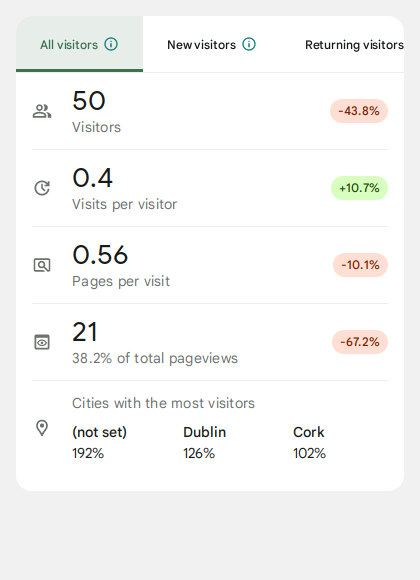 All visitors New visitors Returning visitors
50
-43.8%
Visitors
0.4
+10.7%
Visits per visitor
0.56
-10.1%
Pages per visit
21
-67.2%
38.2% of total pageviews
Cities with the most visitors
(not set) Dublin Cork
192% 126% 102%